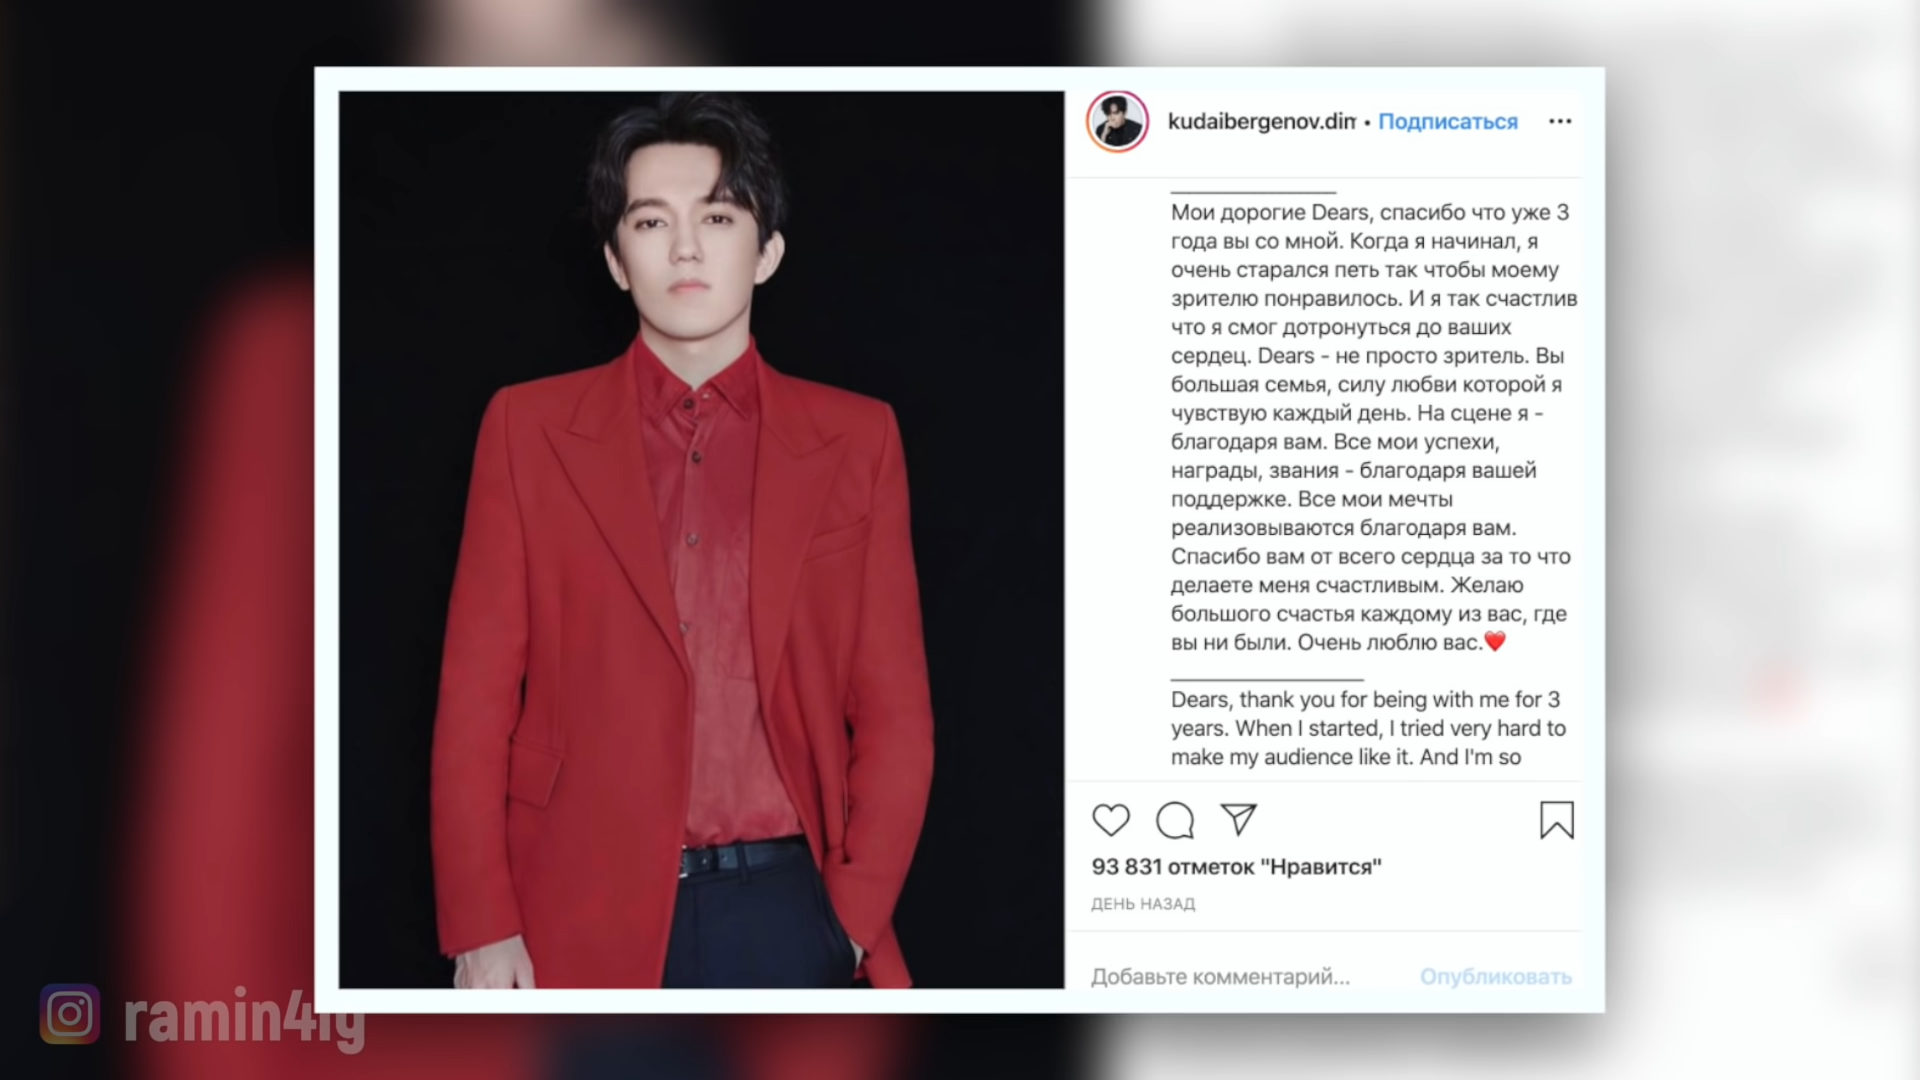 kudaibergenov.din • Подписаться
Мои дорогие Dears, спасибо что уже 3
года вы со мной. Когда я начинал, я
очень старался петь так чтобы моему
зрителю понравилось. И я так счастлив
что я смог дотронуться до ваших
сердец. Dears - не просто зритель. Вы
большая семья, силу любви которой я
чувствую каждый день. На сцене я -
благодаря вам. Все мои успехи,
награды, звания - благодаря вашей
поддержке. Все мои мечты
реализовываются благодаря вам.
Спасибо вам от всего сердца за то что
делаете меня счастливым. Желаю
большого счастья каждому из вас, где
вы ни были. Очень люблю вас.❤️
Dears, thank you for being with me for 3
years. When I started, I tried very hard to
make my audience like it. And I'm so
93 831 отметок "Нравится"
ДЕНЬ НАЗАД
Добавьте комментарий... Опубликовать
ramin4ig